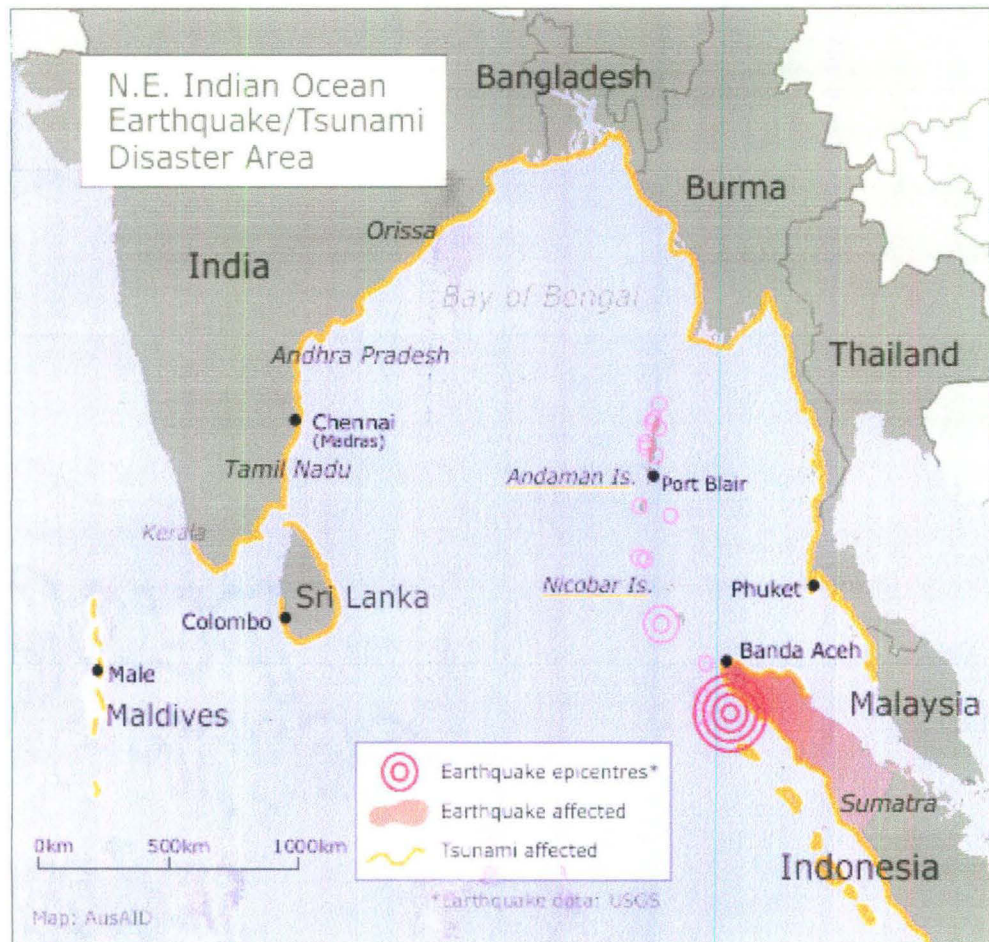 N.E. Indian Ocean
Earthquake/Tsunami
Disaster Area
Bangladesh
Burma
Orissa
India
Bay of Bengal
Andhra Pradesh
Thailand
Chennai
(Madras)
Tamil Nadu
Andaman Is.
Port Blair
Kerala
Nicobar Is.
Phuket
Sri Lanka
Colombo
Banda Aceh
Male
Maldives
Malaysia
Earthquake epicentres*
Earthquake affected
Sumatra
Tsunami affected
0km 500km 1000km
Indonesia
*Earthquake data: USGS
Map: AusAID